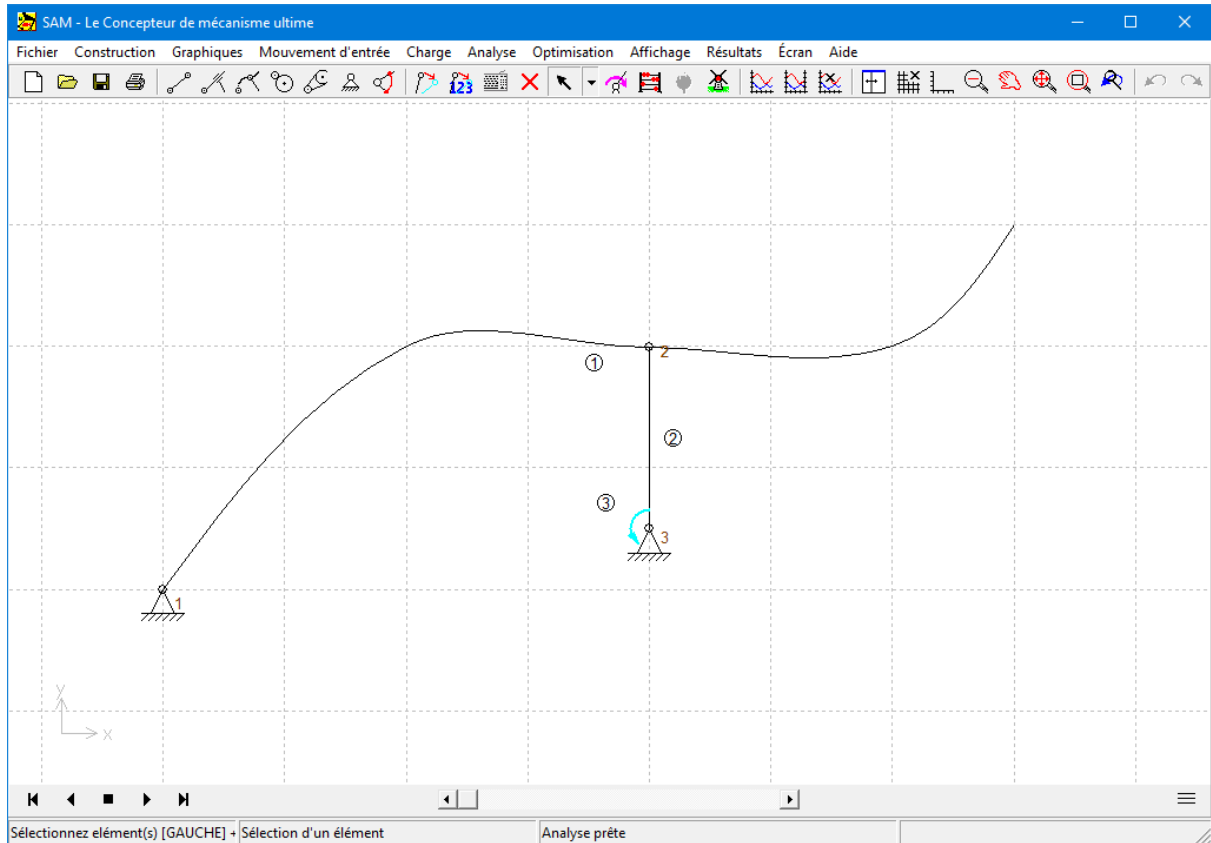 SAM - Le Concepteur de mécanisme ultime
Fichier Construction Graphiques Mouvement d'entrée Charge Analyse Optimisation Affichage Résultats Écran Aide
123
2
1
2
3
3
1
y
x
Sélectionnez elément(s) [GAUCHE] + Sélection d'un élément Analyse prête